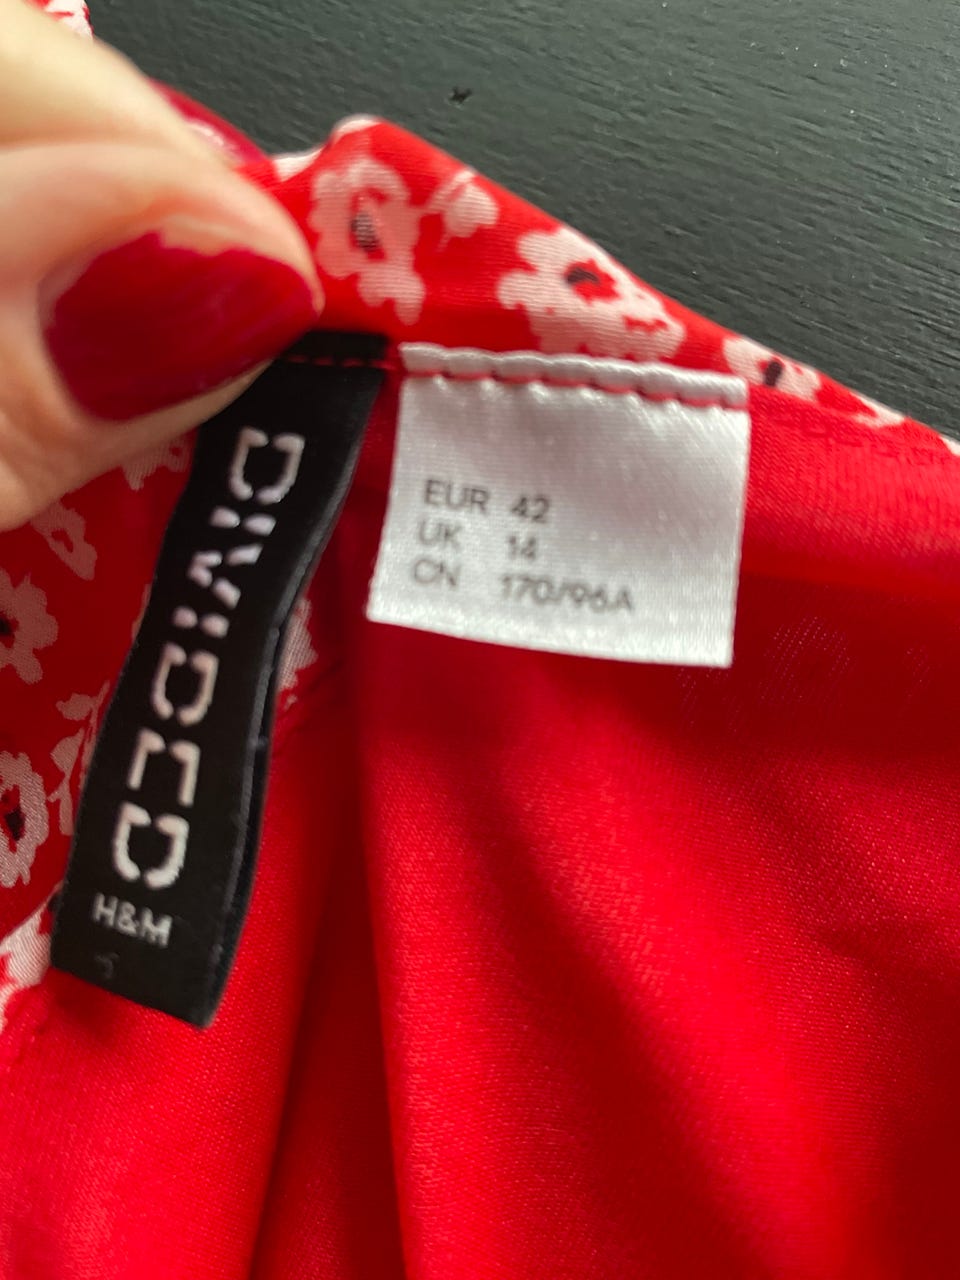 DIVIDED
H&M
EUR 42
UK 14
CN 170/96A